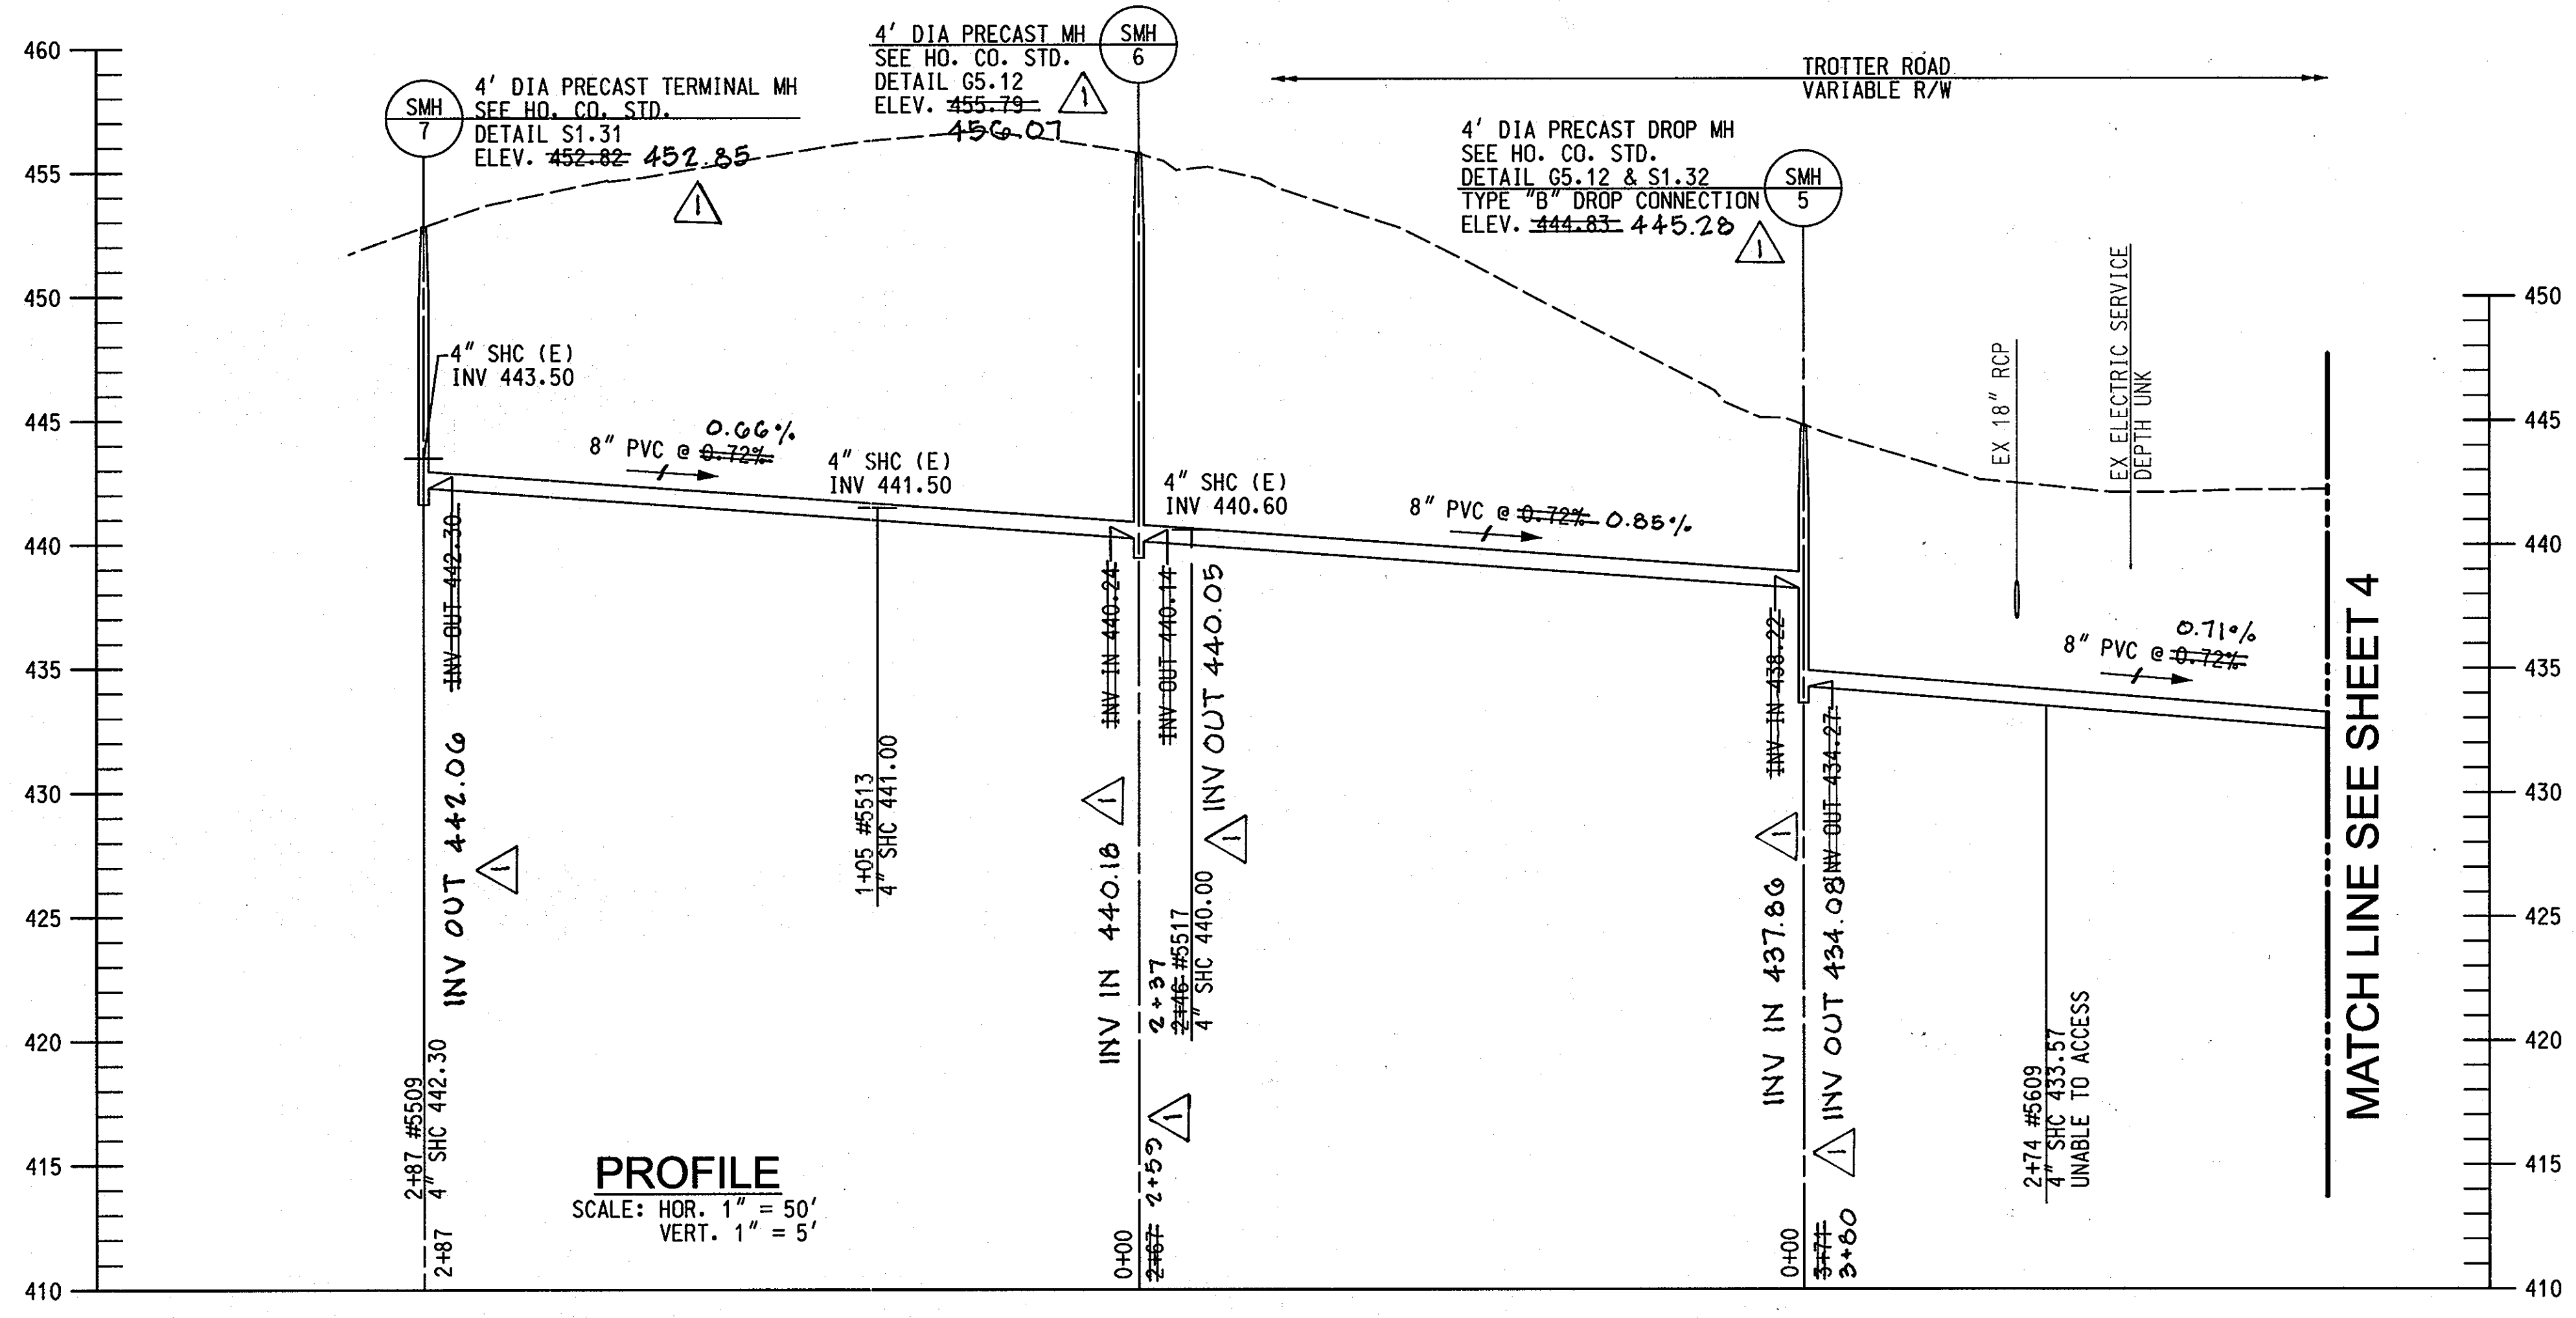 460
455
450
445
440
435
430
425
420
415
410
SMH
7
4' DIA PRECAST TERMINAL MH
SEE HO. CO. STD.
DETAIL S1.31
ELEV. 452.82 452.85
1
4' DIA PRECAST MH
SEE HO. CO. STD.
DETAIL G5.12
ELEV. 455.79
456.07
1
SMH
6
TROTTER ROAD
VARIABLE R/W
4' DIA PRECAST DROP MH
SEE HO. CO. STD.
DETAIL G5.12 & S1.32
TYPE "B" DROP CONNECTION
ELEV. 444.83 445.28
1
SMH
5
4" SHC (E)
INV 443.50
0.66%
8" PVC @ 0.72%
4" SHC (E)
INV 441.50
4" SHC (E)
INV 440.60
8" PVC @ 0.72% 0.85%
EX 18" RCP
EX ELECTRIC SERVICE
DEPTH UNK
0.71%
8" PVC @ 0.72%
INV OUT 442.30
INV OUT 442.06
1
2+87 #5509
4" SHC 442.30
2+87
1+05 #5513
4" SHC 441.00
INV IN 440.24
INV IN 440.18
1
INV OUT 440.14
INV OUT 440.05
1
2+37
2+46 #5517
4" SHC 440.00
1
0+00
2+67 2+59
INV IN 438.22
INV IN 437.86
1
INV OUT 434.27
INV OUT 434.08
1
0+00
3+71
3+80
2+74 #5609
4" SHC 433.57
UNABLE TO ACCESS
MATCH LINE SEE SHEET 4
PROFILE
SCALE: HOR. 1" = 50'
VERT. 1" = 5'
450
445
440
435
430
425
420
415
410